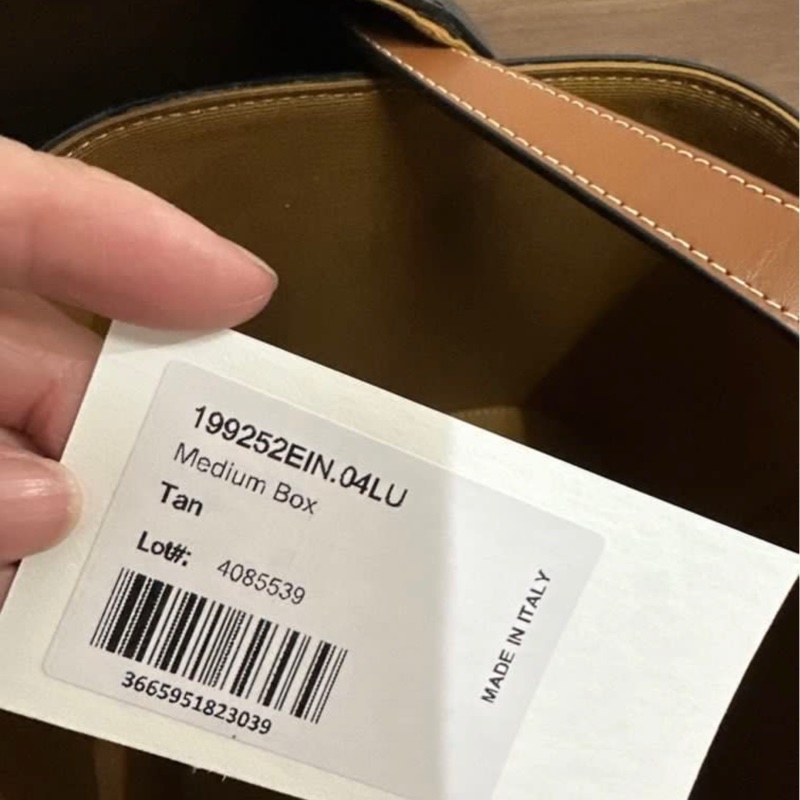 199252EIN.04LU
Medium Box
Tan
Lot#: 4085539
3665951823039
MADE IN ITALY